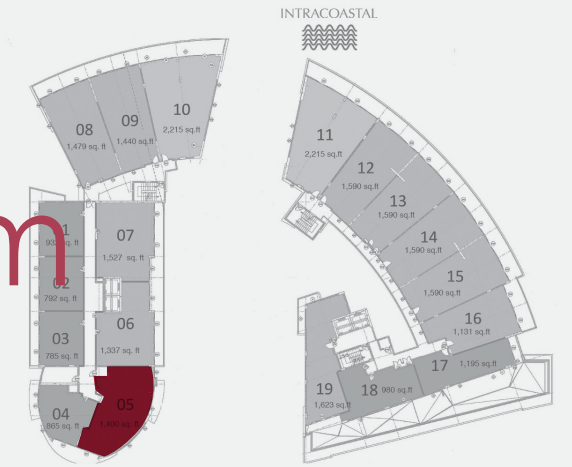 INTRACOASTAL
08
1,479 sq. ft
09
1,440 sq.ft
10
2,215 sq.ft
11
2,215 sq.ft
12
1,590 sq.ft
13
1,590 sq.ft
14
1,590 sq.ft
15
1,590 sq.ft
16
1,131 sq.ft
17
1,195 sq.ft
18
980 sq.ft
19
1,623 sq.ft
07
1,527 sq. ft
m
02
792 sq. ft
03
785 sq. ft
06
1,337 sq. ft
04
865 sq. ft
05
1,400 sq.ft